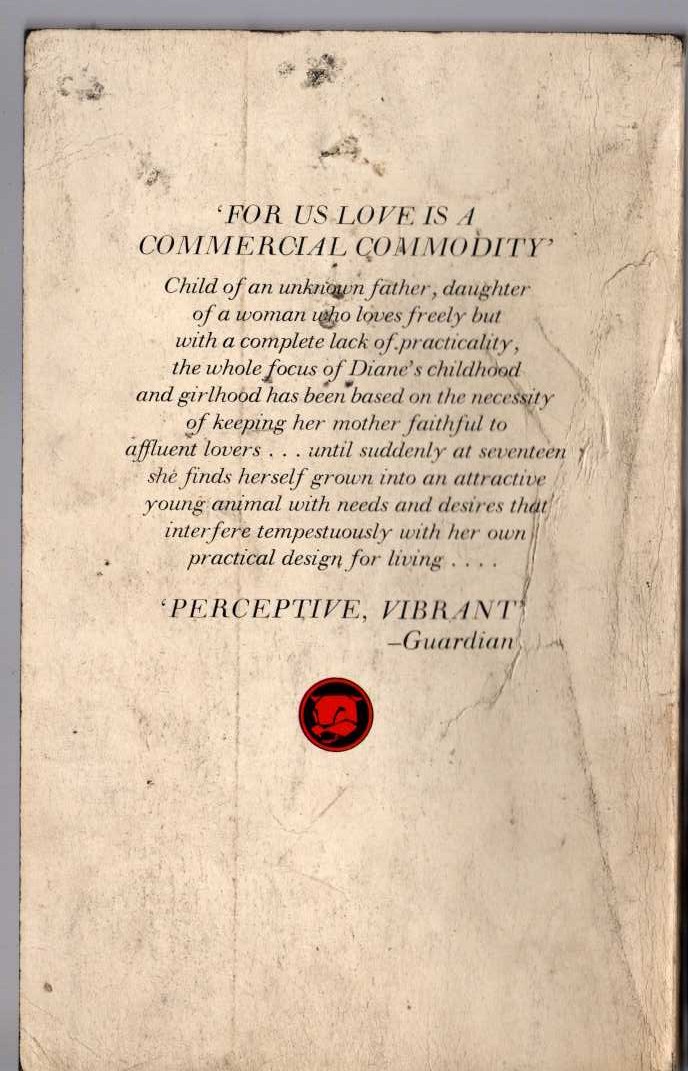 ‘FOR US LOVE IS A
COMMERCIAL COMMODITY’
Child of an unknown father, daughter
of a woman who loves freely but
with a complete lack of practicality,
the whole focus of Diane’s childhood
and girlhood has been based on the necessity
of keeping her mother faithful to
affluent lovers . . . until suddenly at seventeen
she finds herself grown into an attractive
young animal with needs and desires that
interfere tempestuously with her own
practical design for living . . . .
‘PERCEPTIVE, VIBRANT’
–Guardian